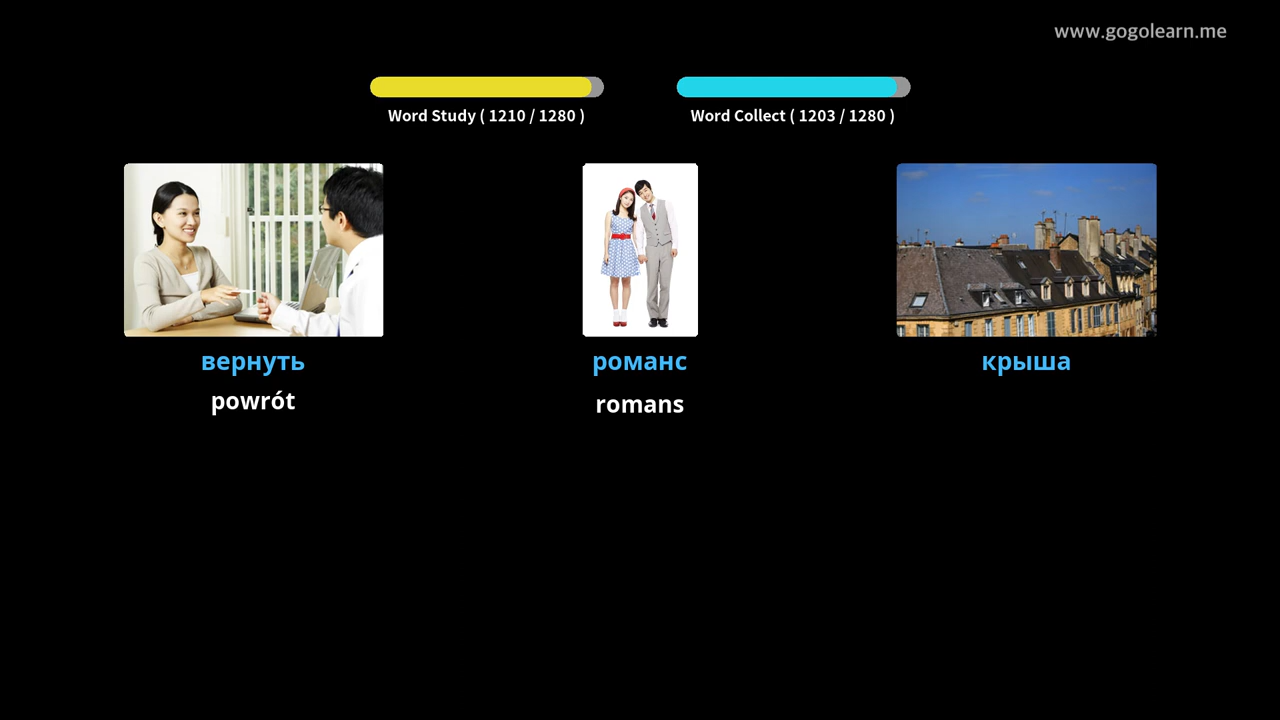 www.gogolearn.me
Word Study ( 1210 / 1280 )
Word Collect ( 1203 / 1280 )
вернуть
романс
крыша
powrót
romans